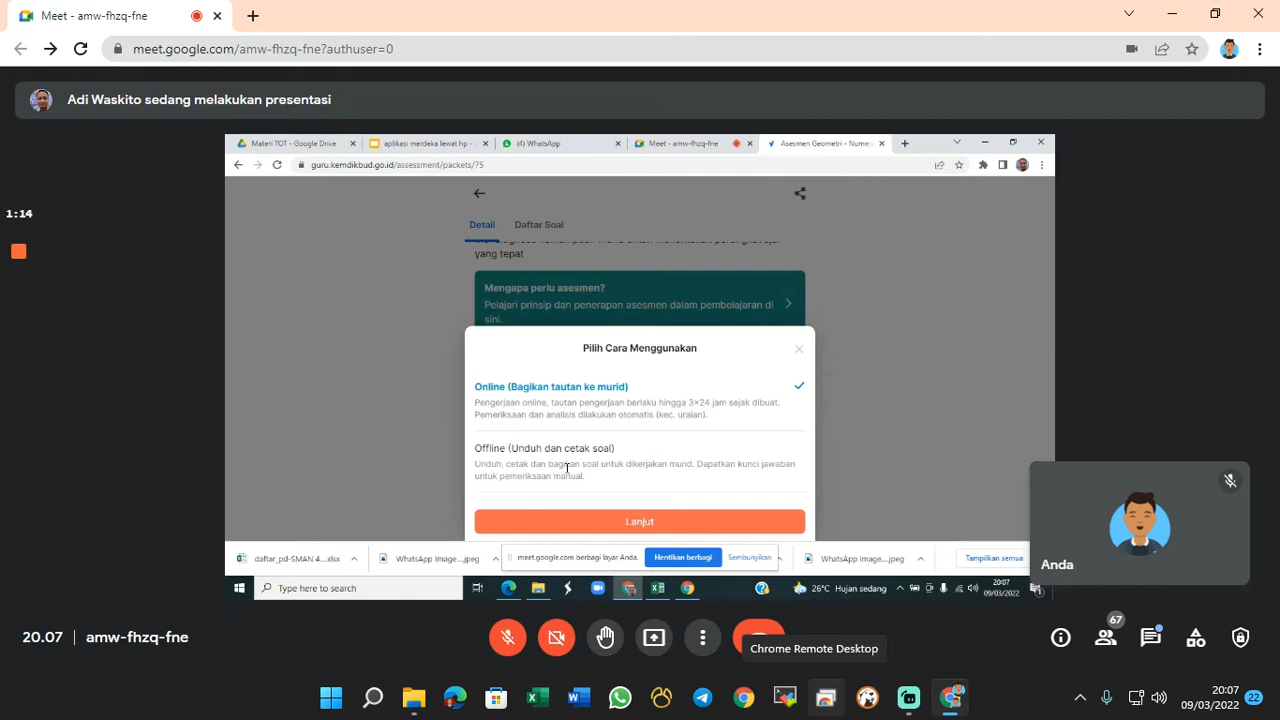 Meet - amw-fhzq-fne
meet.google.com/amw-fhzq-fne?authuser=0
Adi Waskito sedang melakukan presentasi
Materi TOT - Google Drive
aplikasi merdeka lewat hp -
(4) WhatsApp
Meet - amw-fhzq-fne
Asesmen Geometri - Numer
guru.kemdikbud.go.id/assessment/packets/75
1:14
Detail
Daftar Soal
yang tepat
Mengapa perlu asesmen?
Pelajari prinsip dan penerapan asesmen dalam pembelajaran di
sini.
Pilih Cara Menggunakan
Online (Bagikan tautan ke murid)
Pengerjaan online, tautan pengerjaan berlaku hingga 3x24 jam sejak dibuat.
Pemeriksaan dan analisis dilakukan otomatis (kec. uraian).
Offline (Unduh dan cetak soal)
Unduh, cetak dan bagikan soal untuk dikerjakan murid. Dapatkan kunci jawaban
untuk pemeriksaan manual.
Lanjut
daftar_pd-SMAN 4....xlsx
WhatsApp Image....jpeg
meet.google.com berbagi layar Anda.
Hentikan berbagi
Sembunyikan
WhatsApp Image....jpeg
Tampilkan semua
Type here to search
26°C Hujan sedang
20:07
09/03/2022
Anda
20.07
amw-fhzq-fne
67
Chrome Remote Desktop
20:07
09/03/2022
22